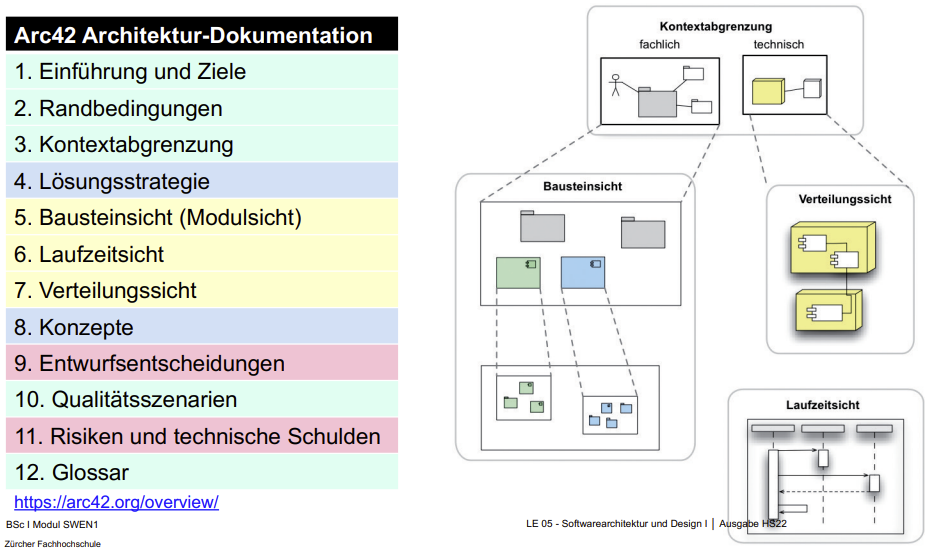 Arc42 Architektur-Dokumentation
1. Einführung und Ziele
2. Randbedingungen
3. Kontextabgrenzung
4. Lösungsstrategie
5. Bausteinsicht (Modulsicht)
6. Laufzeitsicht
7. Verteilungssicht
8. Konzepte
9. Entwurfsentscheidungen
10. Qualitätsszenarien
11. Risiken und technische Schulden
12. Glossar
https://arc42.org/overview/
Kontextabgrenzung
fachlich
technisch
Bausteinsicht
Verteilungssicht
Laufzeitsicht
BSc I Modul SWEN1
LE 05 - Softwarearchitektur und Design I | Ausgabe HS22
Zürcher Fachhochschule